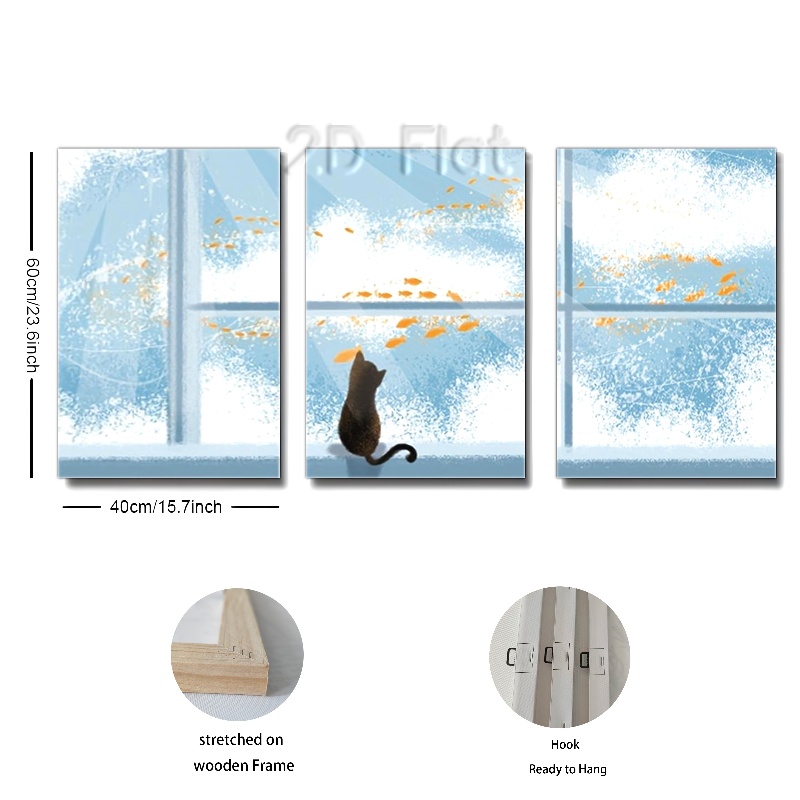 2D Flat
60cm/23.6inch
40cm/15.7inch
stretched on
wooden Frame
Hook
Ready to Hang